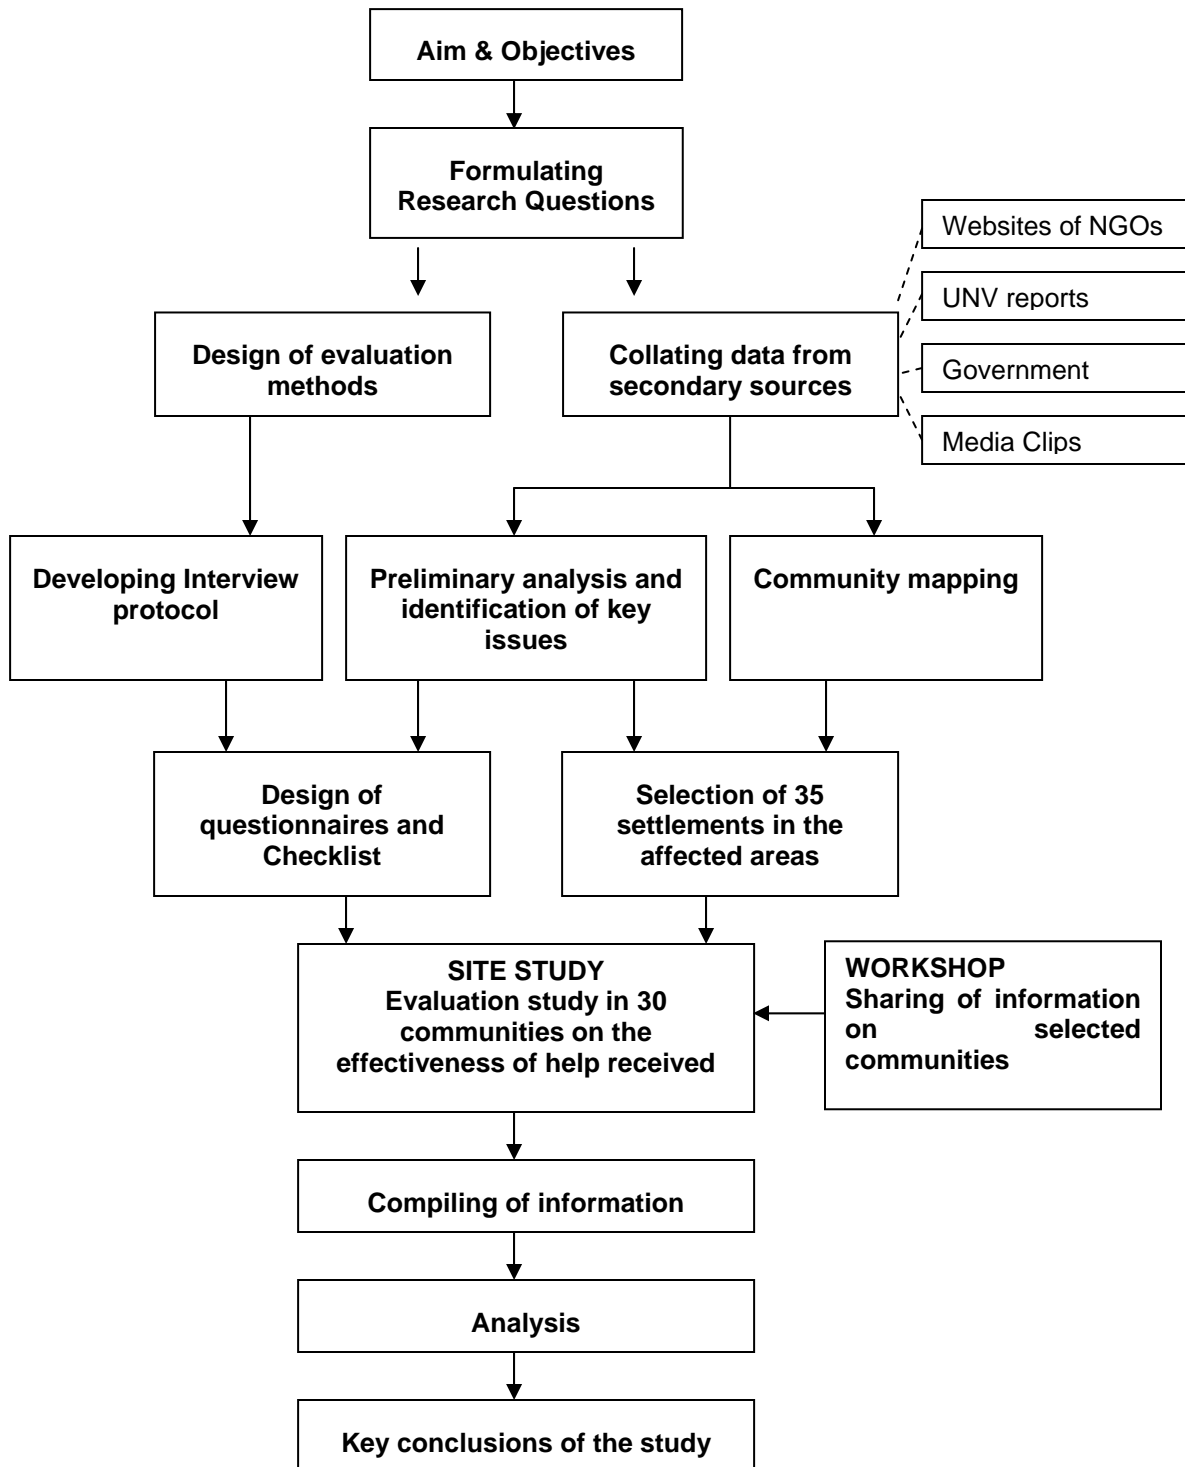 Aim & Objectives
Formulating
Research Questions
Websites of NGOs
UNV reports
Government
Media Clips
Design of evaluation
methods
Collating data from
secondary sources
Developing Interview
protocol
Preliminary analysis and
identification of key
issues
Community mapping
Design of
questionnaires and
Checklist
Selection of 35
settlements in the
affected areas
SITE STUDY
Evaluation study in 30
communities on the
effectiveness of help received
WORKSHOP
Sharing of information
on selected
communities
Compiling of information
Analysis
Key conclusions of the study